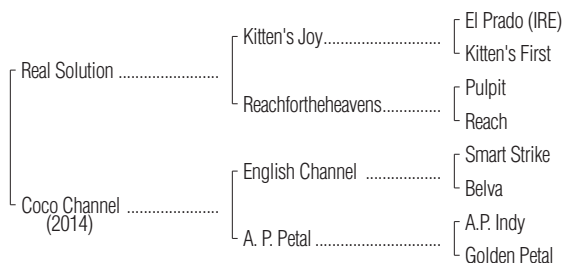 El Prado (IRE)
Kitten's Joy..............................
Kitten's First
Real Solution .........................
Pulpit
Reachfortheheavens...............
Reach
Smart Strike
English Channel ...................
Belva
Coco Channel .......................
(2014)
A.P. Indy
A. P. Petal ...............................
Golden Petal